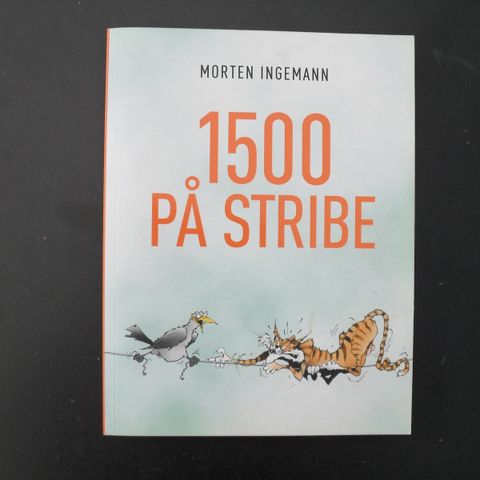 MORTEN INGEMANN
1500
PÅ STRIBE